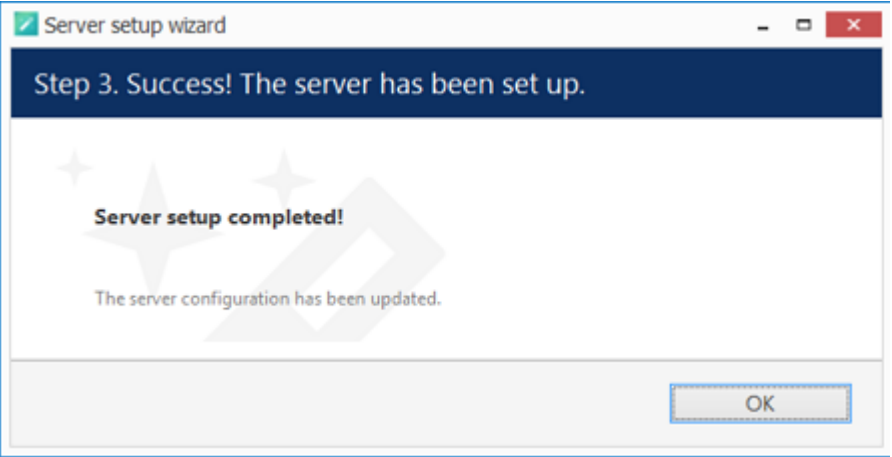 Server setup wizard
Step 3. Success! The server has been set up.
Server setup completed!
The server configuration has been updated.
OK